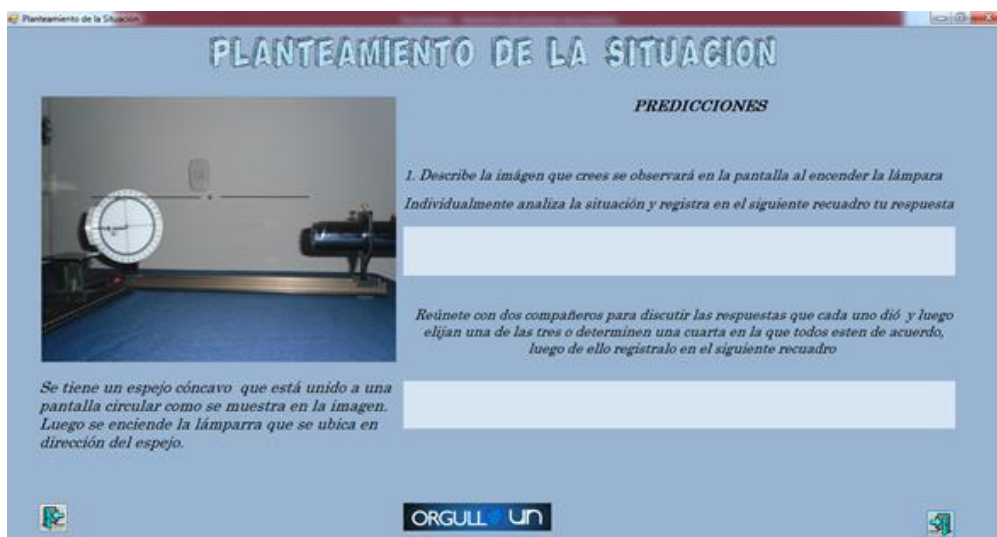 Planteamiento de la Situación
PLANTEAMIENTO DE LA SITUACION
PREDICCIONES
1. Describe la imágen que crees se observará en la pantalla al encender la lámpara
Individualmente analiza la situación y registra en el siguiente recuadro tu respuesta
Reûnete con dos compañeros para discutir las respuestas que cada uno dió y luego
elijan una de las tres o determinen una cuarta en la que todos esten de acuerdo,
luego de ello registralo en el siguiente recuadro
Se tiene un espejo cóncavo que está unido a una
pantalla circular como se muestra en la imagen.
Luego se enciende la lámparra que se ubica en
dirección del espejo.
ORGULLO UN